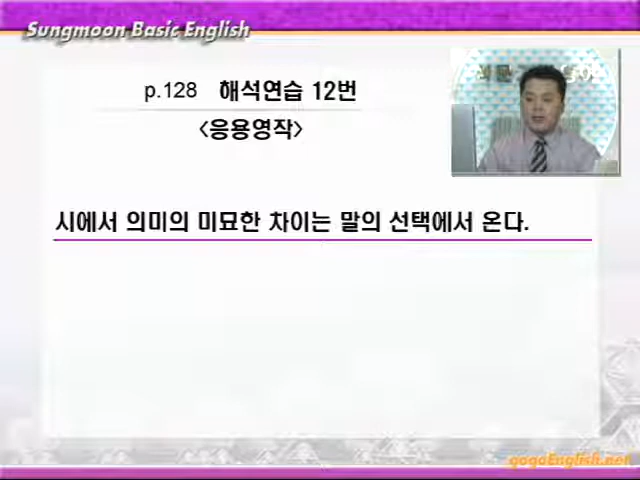 Sungmoon Basic English
p.128 해석연습 12번
<응용영작>
시에서 의미의 미묘한 차이는 말의 선택에서 온다.
gogoEnglish.net